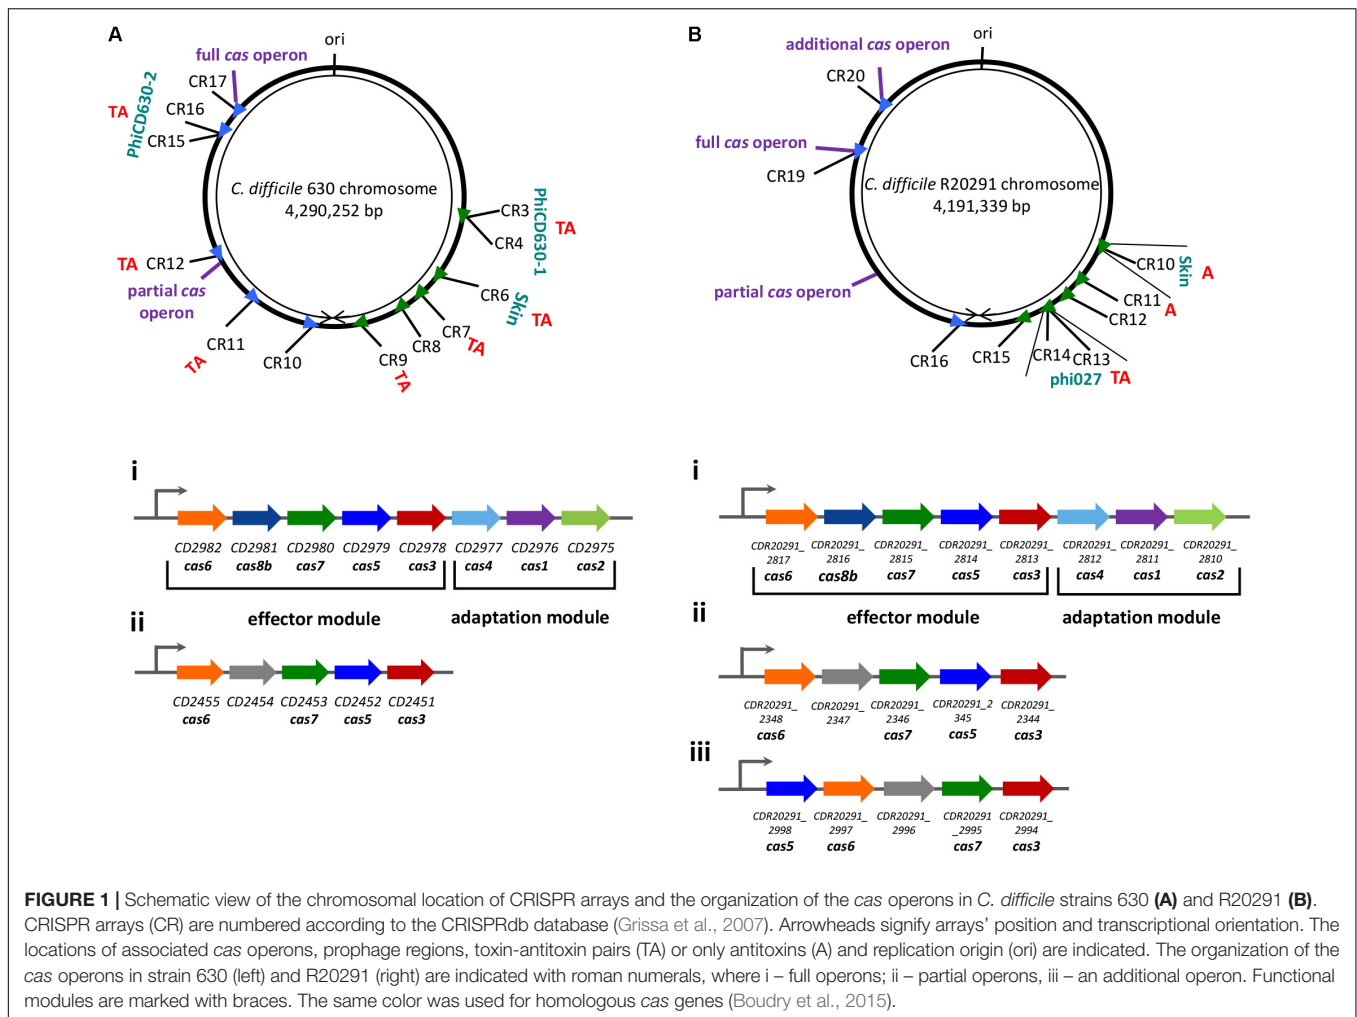 A
ori
full cas operon
CR17
PhiCD630-2
TA
CR16
CR15
C. difficile 630 chromosome
4,290,252 bp
CR3
PhiCD630-1
TA
CR4
TA
CR12
partial cas
operon
CR6
Skin
TA
CR7
TA
CR8
CR9
TA
CR10
CR11
TA
i
CD2982
CD2981
CD2980
CD2979
CD2978
CD2977
CD2976
CD2975
cas6
cas8b
cas7
cas5
cas3
cas4
cas1
cas2
effector module
adaptation module
ii
CD2455
CD2454
CD2453
CD2452
CD2451
cas6
cas7
cas5
cas3
B
ori
additional cas operon
CR20
full cas operon
CR19
C. difficile R20291 chromosome
4,191,339 bp
partial cas operon
CR10
Skin
A
CR11
A
CR12
CR13
CR14
phi027
TA
CR15
CR16
i
CDR20291_
2817
cas6
CDR20291_
2816
cas8b
CDR20291_
2815
cas7
CDR20291_
2814
cas5
CDR20291_
2813
cas3
CDR20291_
2812
cas4
CDR20291_
2811
cas1
CDR20291_
2810
cas2
effector module
adaptation module
ii
CDR20291_
2348
cas6
CDR20291_
2347
CDR20291_
2346
cas7
CDR20291_2
345
cas5
CDR20291_
2344
cas3
iii
CDR20291_
2998
cas5
CDR20291_
2997
cas6
CDR20291_
2996
CDR20291
_2995
cas7
CDR20291_
2994
cas3
FIGURE 1 | Schematic view of the chromosomal location of CRISPR arrays and the organization of the cas operons in C. difficile strains 630 (A) and R20291 (B).
CRISPR arrays (CR) are numbered according to the CRISPRdb database (Grissa et al., 2007). Arrowheads signify arrays' position and transcriptional orientation. The
locations of associated cas operons, prophage regions, toxin-antitoxin pairs (TA) or only antitoxins (A) and replication origin (ori) are indicated. The organization of the
cas operons in strain 630 (left) and R20291 (right) are indicated with roman numerals, where i – full operons; ii – partial operons, iii – an additional operon. Functional
modules are marked with braces. The same color was used for homologous cas genes (Boudry et al., 2015).